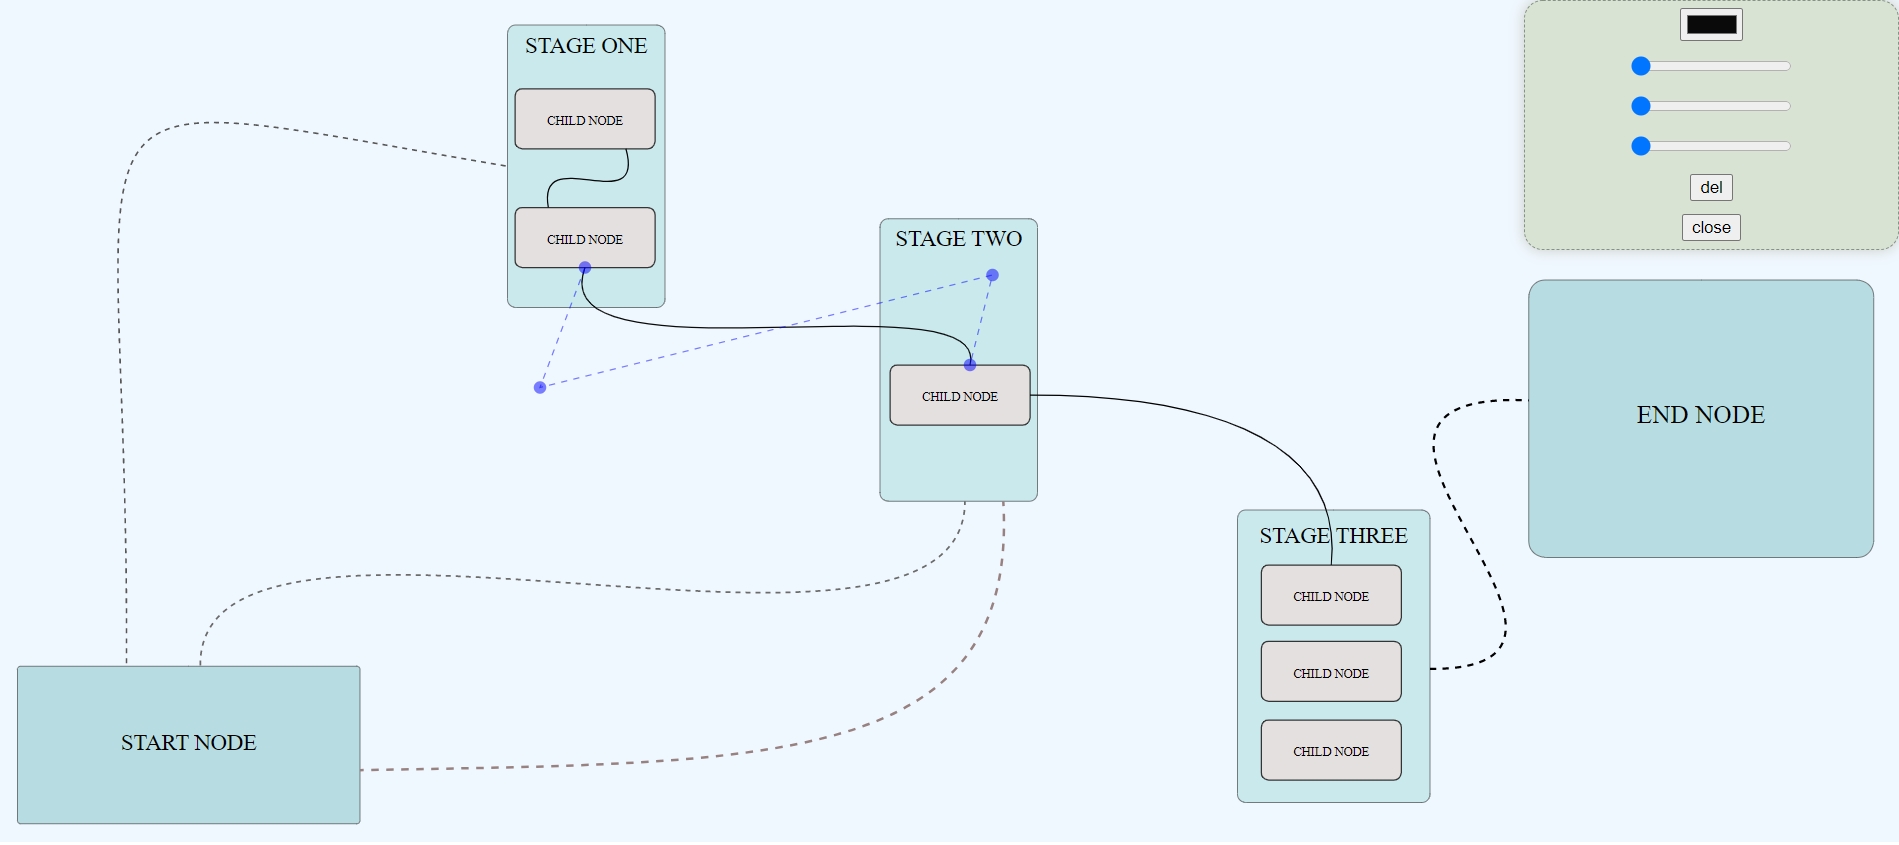 STAGE ONE
CHILD NODE
CHILD NODE
STAGE TWO
CHILD NODE
STAGE THREE
CHILD NODE
CHILD NODE
CHILD NODE
START NODE
END NODE
del
close